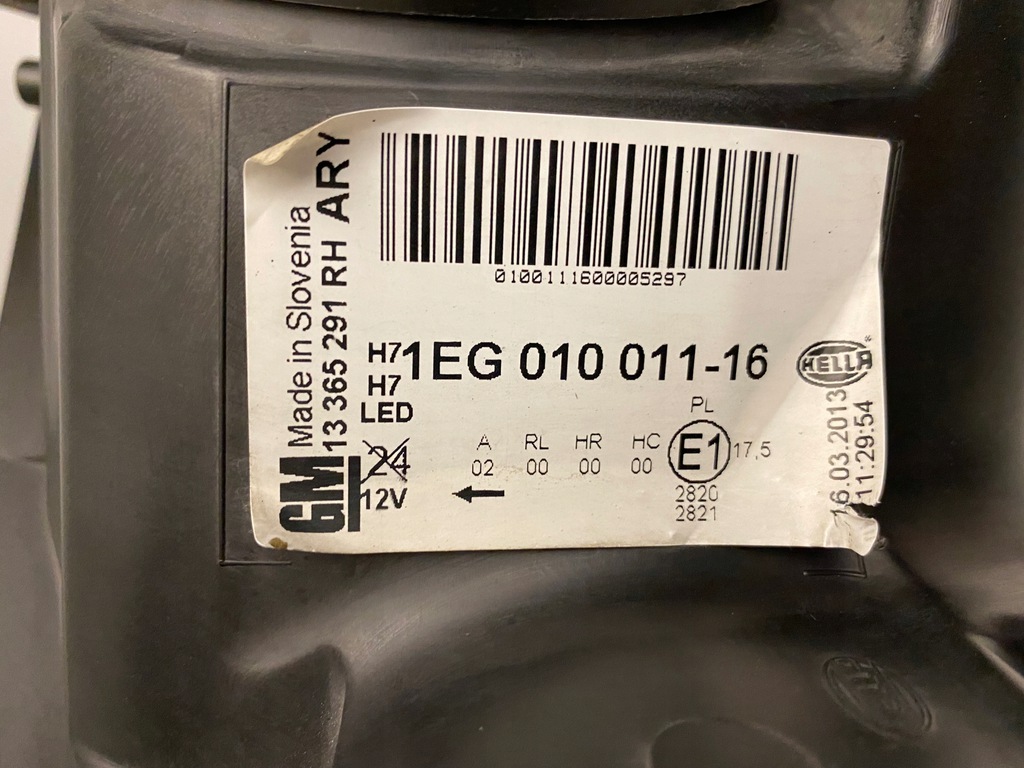 0100111600005297
Made in Slovenia
13 365 291 RH ARY
GM
H7
H7
LED
24
12V
1EG 010 011-16
HELLA
PL
A RL HR HC
02 00 00 00
E1 17,5
2820
2821
16.03.2013
11:29:54
HELLA